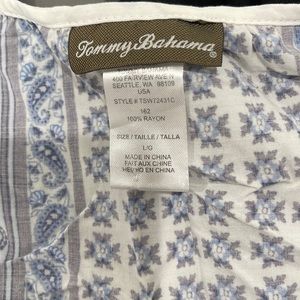 Tommy Bahama®
BAHAMA
400 FAIRVIEW AVE N
SEATTLE, WA 98109
USA
STYLE # TSW72431C
162
100% RAYON
SIZE / TAILLE / TALLA
L/G
MADE IN CHINA
FAIT AUX CHINE
HECHO EN CHINA